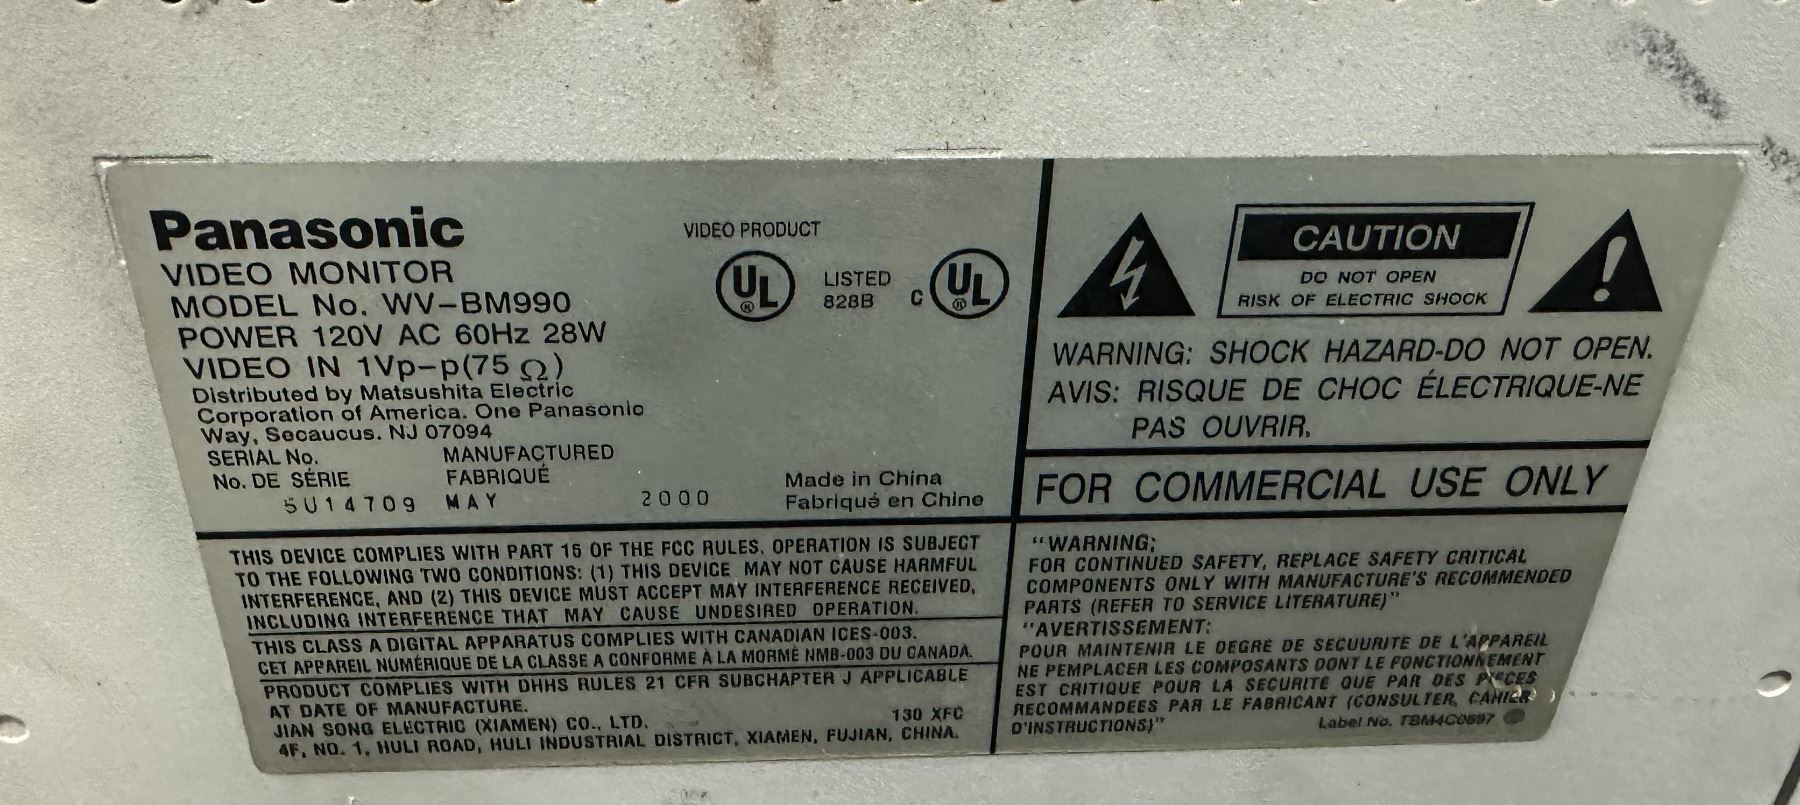 Panasonic
VIDEO MONITOR
MODEL No. WV-BM990
POWER 120V AC 60Hz 28W
VIDEO IN 1Vp-p(75 Ω)
Distributed by Matsushita Electric
Corporation of America. One Panasonic
Way, Secaucus. NJ 07094
SERIAL No. MANUFACTURED
No. DE SÉRIE FABRIQUÉ
5U14709 MAY 2000
VIDEO PRODUCT
UL ® LISTED 828B C UL ®
Made in China
Fabriqué en Chine
THIS DEVICE COMPLIES WITH PART 15 OF THE FCC RULES. OPERATION IS SUBJECT
TO THE FOLLOWING TWO CONDITIONS: (1) THIS DEVICE MAY NOT CAUSE HARMFUL
INTERFERENCE, AND (2) THIS DEVICE MUST ACCEPT MAY INTERFERENCE RECEIVED,
INCLUDING INTERFERENCE THAT MAY CAUSE UNDESIRED OPERATION.
THIS CLASS A DIGITAL APPARATUS COMPLIES WITH CANADIAN ICES-003.
CET APPAREIL NUMÉRIQUE DE LA CLASSE A CONFORME À LA MORMÈ NMB-003 DU CANADA.
PRODUCT COMPLIES WITH DHHS RULES 21 CFR SUBCHAPTER J APPLICABLE
AT DATE OF MANUFACTURE.
JIAN SONG ELECTRIC (XIAMEN) CO., LTD. 130 XFC
4F, NO. 1, HULI ROAD, HULI INDUSTRIAL DISTRICT, XIAMEN, FUJIAN, CHINA.
CAUTION
DO NOT OPEN
RISK OF ELECTRIC SHOCK
WARNING: SHOCK HAZARD-DO NOT OPEN.
AVIS: RISQUE DE CHOC ÉLECTRIQUE-NE
PAS OUVRIR.
FOR COMMERCIAL USE ONLY
"WARNING;
FOR CONTINUED SAFETY, REPLACE SAFETY CRITICAL
COMPONENTS ONLY WITH MANUFACTURE'S RECOMMENDED
PARTS (REFER TO SERVICE LITERATURE)"
"AVERTISSEMENT:
POUR MAINTENIR LE DEGRE DE SECUURITE DE L'APPAREIL
NE PEMPLACER LES COMPOSANTS DONT LE FONCTIONNEMENT
EST CRITIQUE POUR LA SECURITE QUE PAR DES PIECES
RECOMMANDEES PAR LE FABRICANT (CONSULTER, CAHIER
D'INSTRUCTIONS)"
Label No. TBM4C0697